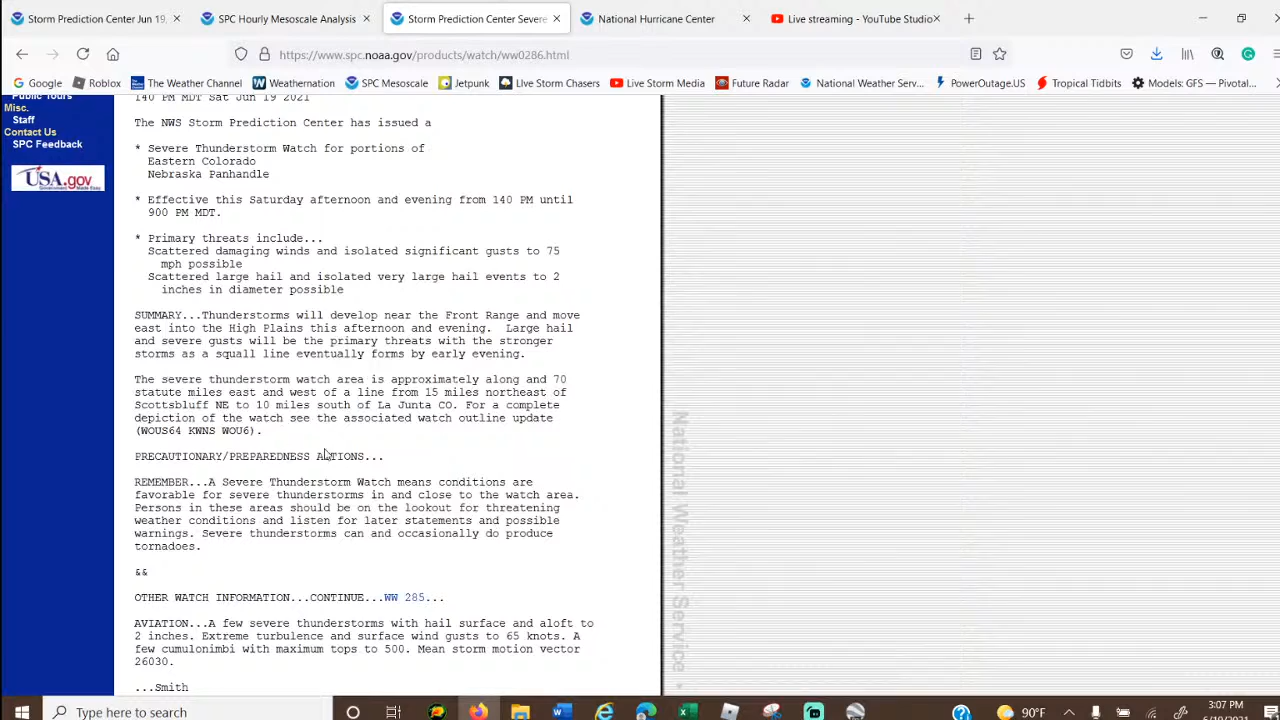 Storm Prediction Center Jun 19,
SPC Hourly Mesoscale Analysis
Storm Prediction Center Severe
National Hurricane Center
Live streaming - YouTube Studio
https://www.spc.noaa.gov/products/watch/ww0286.html
Google
Roblox
The Weather Channel
Weathernation
SPC Mesoscale
Jetpunk
Live Storm Chasers
Live Storm Media
Future Radar
National Weather Serv...
PowerOutage.US
Tropical Tidbits
Models: GFS — Pivotal...
Public Tours
Misc.
Staff
Contact Us
SPC Feedback
USA.gov
140 PM MDT Sat Jun 19 2021
The NWS Storm Prediction Center has issued a
* Severe Thunderstorm Watch for portions of
Eastern Colorado
Nebraska Panhandle
* Effective this Saturday afternoon and evening from 140 PM until
900 PM MDT.
* Primary threats include...
Scattered damaging winds and isolated significant gusts to 75
mph possible
Scattered large hail and isolated very large hail events to 2
inches in diameter possible
SUMMARY...Thunderstorms will develop near the Front Range and move
east into the High Plains this afternoon and evening.  Large hail
and severe gusts will be the primary threats with the stronger
storms as a squall line eventually forms by early evening.
The severe thunderstorm watch area is approximately along and 70
statute miles east and west of a line from 15 miles northeast of
Scottsbluff NE to 10 miles south of La Junta CO. For a complete
depiction of the watch see the associated watch outline update
(WOUS64 KWNS WOU6).
PRECAUTIONARY/PREPAREDNESS ACTIONS...
REMEMBER...A Severe Thunderstorm Watch means conditions are
favorable for severe thunderstorms in and close to the watch area.
Persons in these areas should be on the lookout for threatening
weather conditions and listen for later statements and possible
warnings. Severe thunderstorms can and occasionally do produce
tornadoes.
&&
OTHER WATCH INFORMATION...CONTINUE...WW 285...
AVIATION...A few severe thunderstorms with hail surface and aloft to
2 inches. Extreme turbulence and surface wind gusts to 65 knots. A
few cumulonimbi with maximum tops to 500. Mean storm motion vector
26030.
...Smith
National Weather Service
Type here to search
90°F
3:07 PM